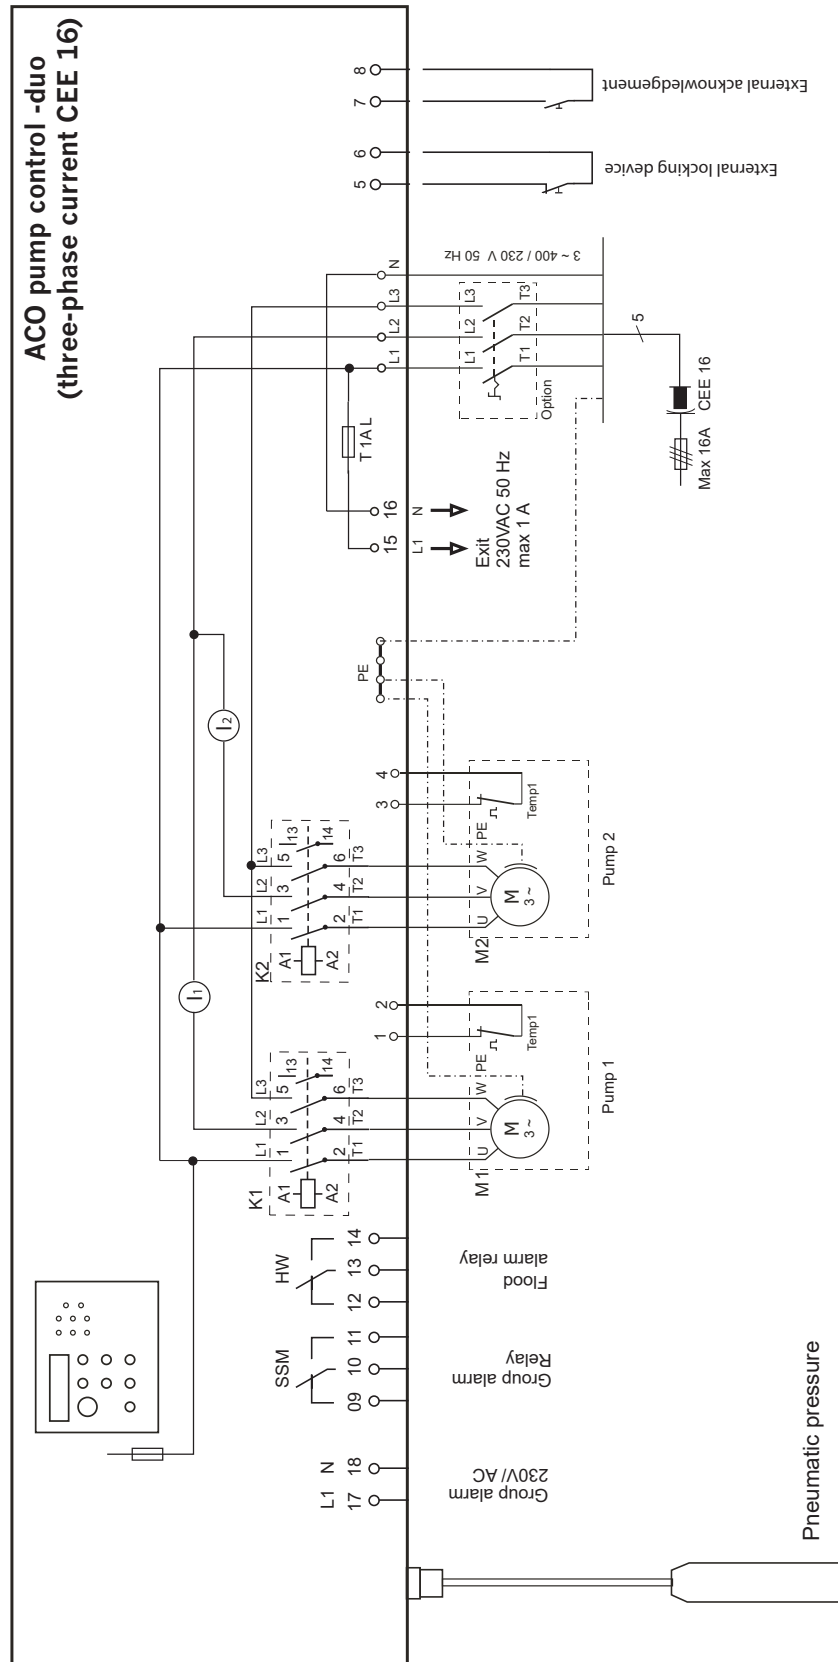 ACO pump control -duo
(three-phase current CEE 16)
L1 N
17 18
Group alarm
230V/ AC
SSM
09 10 11
Group alarm
Relay
HW
12 13 14
Flood
alarm relay
K1
L1 L2 L3
A1 1 3 5 13
A2 2 4 6 14
T1 T2 T3
I1
1 2
M1
U V W PE
M
3 ~
Temp1
Pump 1
K2
L1 L2 L3
A1 1 3 5 13
A2 2 4 6 14
T1 T2 T3
I2
3 4
M2
U V W PE
M
3 ~
Temp1
Pump 2
PE
T 1A L
15 16
L1 N
Exit
230VAC 50 Hz
max 1 A
L1 L2 L3 N
L1 L2 L3
T1 T2 T3
Option
3 ~ 400 / 230 V 50 Hz
5
Max 16A CEE 16
5 6
External locking device
7 8
External acknowledgement
Pneumatic pressure